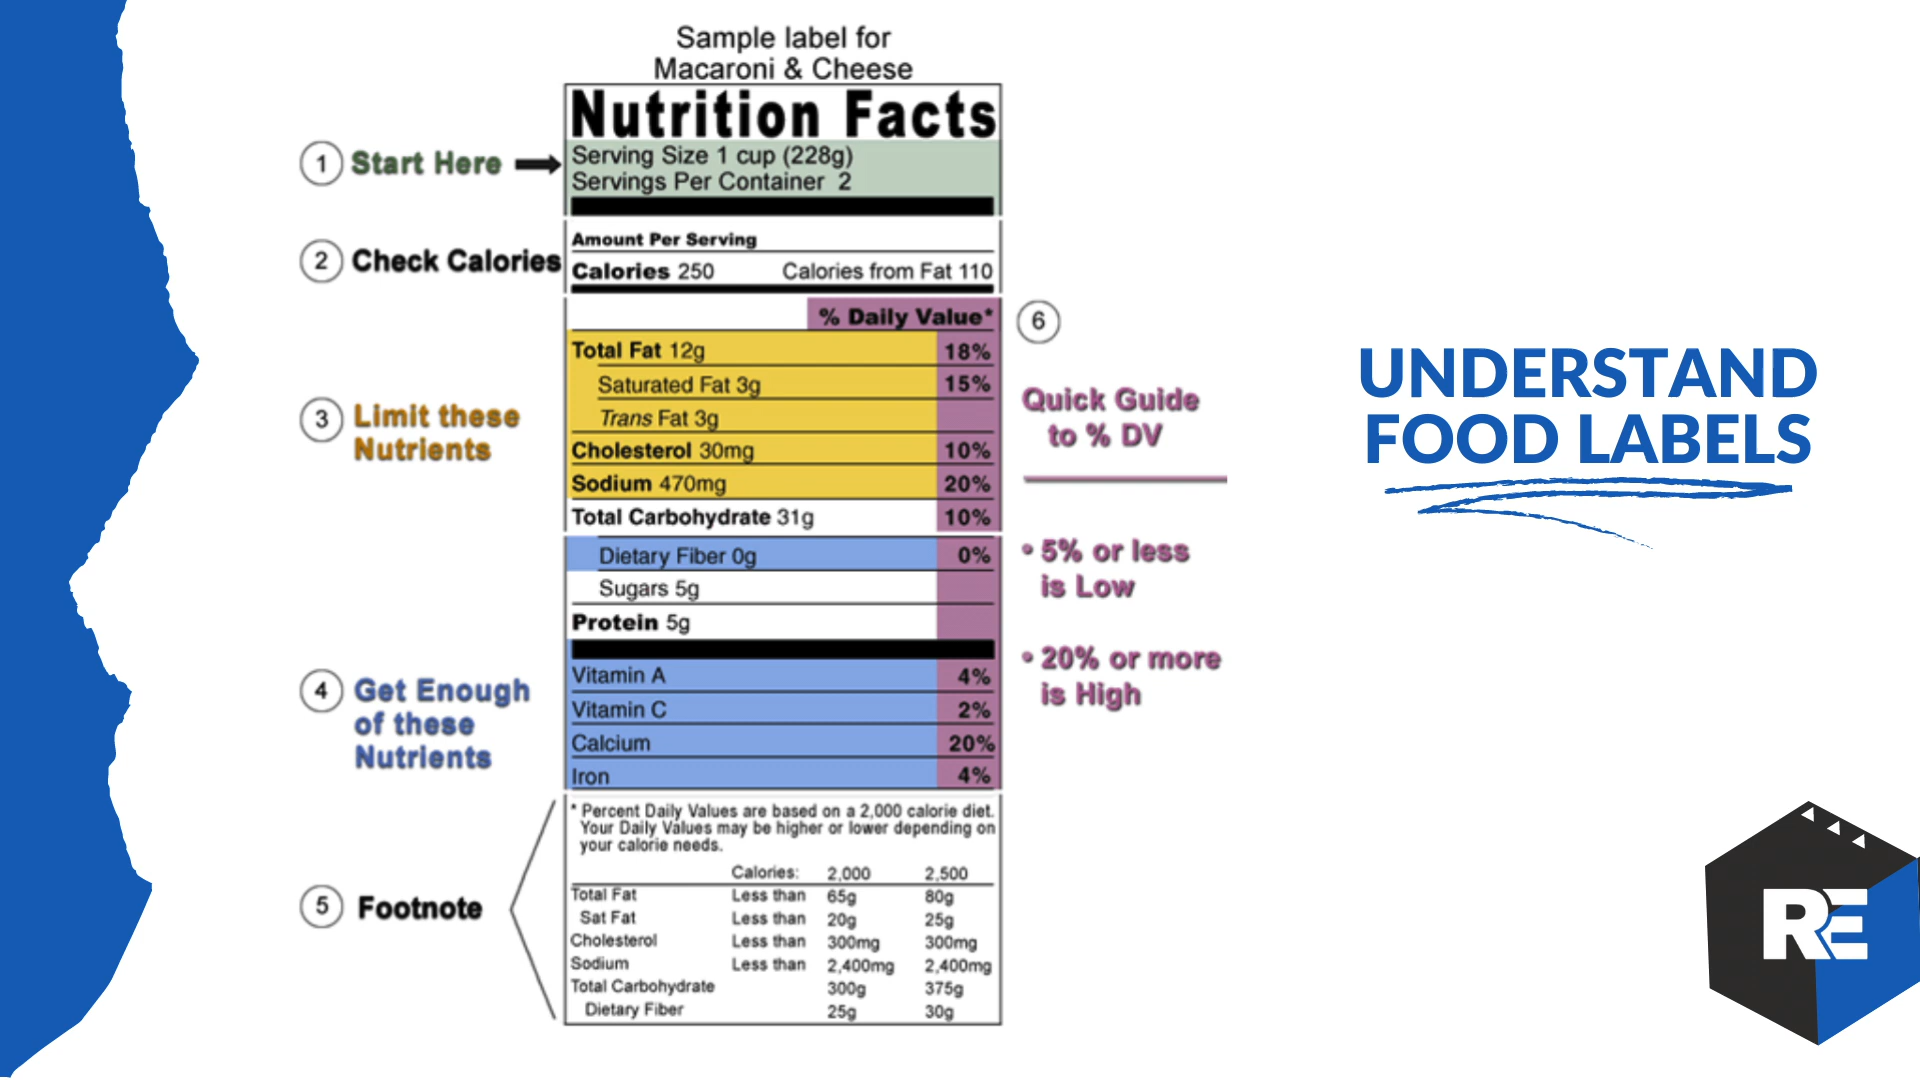 Sample label for
Macaroni & Cheese
Nutrition Facts
1 Start Here
Serving Size 1 cup (228g)
Servings Per Container 2
2 Check Calories
Amount Per Serving
Calories 250 Calories from Fat 110
% Daily Value*
3 Limit these
Nutrients
Total Fat 12g 18%
Saturated Fat 3g 15%
Trans Fat 3g
Cholesterol 30mg 10%
Sodium 470mg 20%
Total Carbohydrate 31g 10%
4 Get Enough
of these
Nutrients
Dietary Fiber 0g 0%
Sugars 5g
Protein 5g
Vitamin A 4%
Vitamin C 2%
Calcium 20%
Iron 4%
5 Footnote
* Percent Daily Values are based on a 2,000 calorie diet.
Your Daily Values may be higher or lower depending on
your calorie needs.
Calories: 2,000 2,500
Total Fat Less than 65g 80g
Sat Fat Less than 20g 25g
Cholesterol Less than 300mg 300mg
Sodium Less than 2,400mg 2,400mg
Total Carbohydrate 300g 375g
Dietary Fiber 25g 30g
6
Quick Guide
to % DV
• 5% or less
is Low
• 20% or more
is High
UNDERSTAND
FOOD LABELS
RE